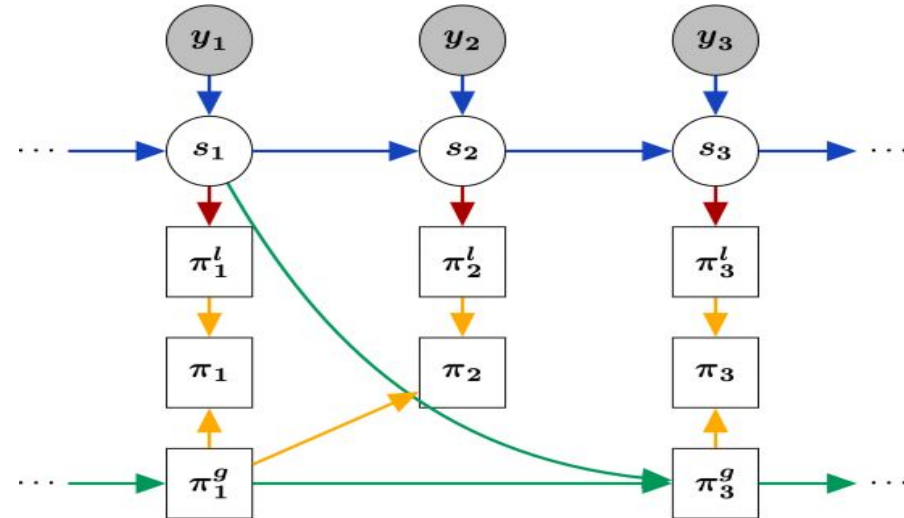 y₁ y₂ y₃
… s₁ s₂ s₃ …
π₁ˡ π₂ˡ π₃ˡ
π₁ π₂ π₃
… π₁ᵍ π₃ᵍ …